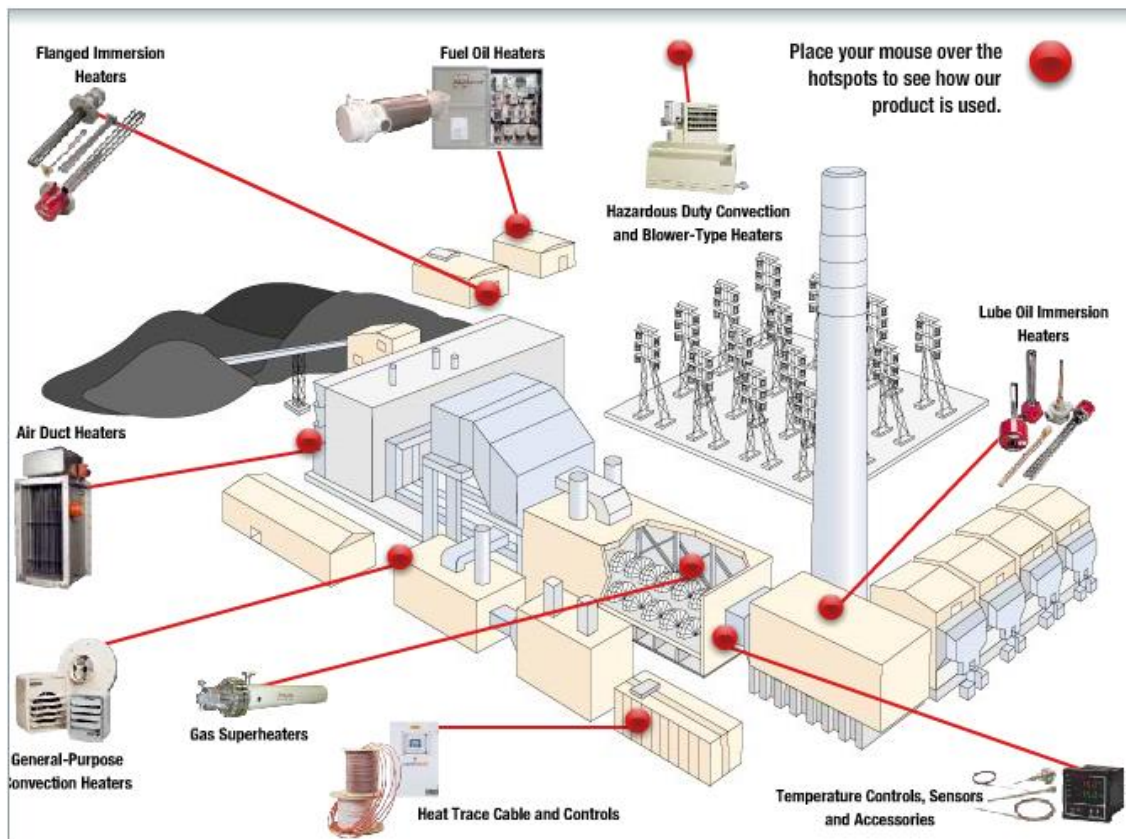 Flanged Immersion
Heaters
Fuel Oil Heaters
Place your mouse over the
hotspots to see how our
product is used.
Hazardous Duty Convection
and Blower-Type Heaters
Lube Oil Immersion
Heaters
Air Duct Heaters
Gas Superheaters
General-Purpose
Convection Heaters
Heat Trace Cable and Controls
Temperature Controls, Sensors
and Accessories